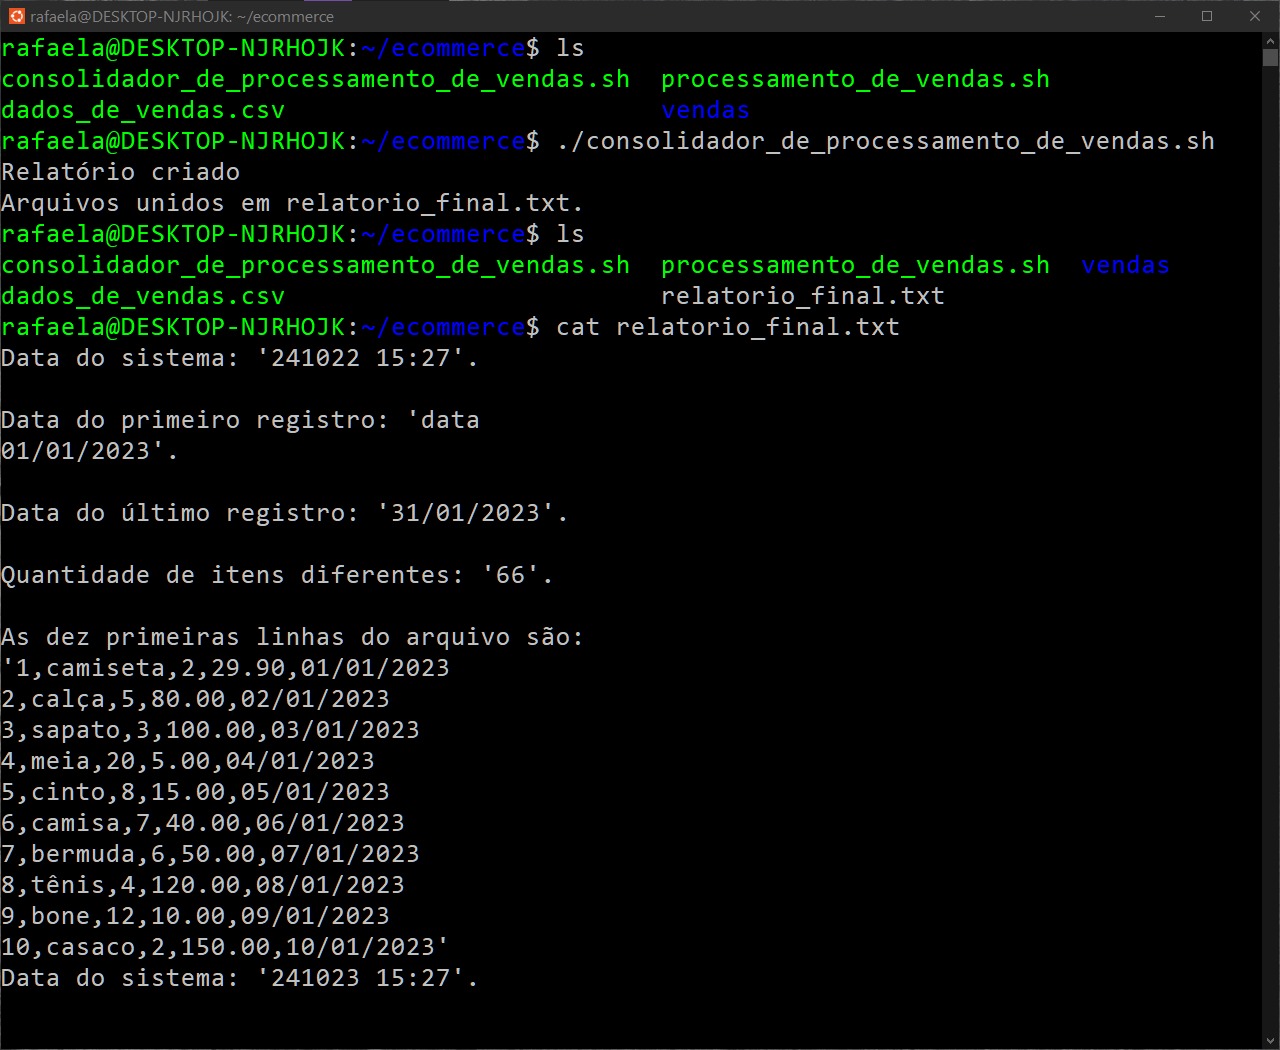 rafaela@DESKTOP-NJRHOJK: ~/ecommerce
rafaela@DESKTOP-NJRHOJK:~/ecommerce$ ls
consolidador_de_processamento_de_vendas.sh  processamento_de_vendas.sh
dados_de_vendas.csv                         vendas
rafaela@DESKTOP-NJRHOJK:~/ecommerce$ ./consolidador_de_processamento_de_vendas.sh
Relatório criado
Arquivos unidos em relatorio_final.txt.
rafaela@DESKTOP-NJRHOJK:~/ecommerce$ ls
consolidador_de_processamento_de_vendas.sh  processamento_de_vendas.sh  vendas
dados_de_vendas.csv                         relatorio_final.txt
rafaela@DESKTOP-NJRHOJK:~/ecommerce$ cat relatorio_final.txt
Data do sistema: '241022 15:27'.
Data do primeiro registro: 'data
01/01/2023'.
Data do último registro: '31/01/2023'.
Quantidade de itens diferentes: '66'.
As dez primeiras linhas do arquivo são:
'1,camiseta,2,29.90,01/01/2023
2,calça,5,80.00,02/01/2023
3,sapato,3,100.00,03/01/2023
4,meia,20,5.00,04/01/2023
5,cinto,8,15.00,05/01/2023
6,camisa,7,40.00,06/01/2023
7,bermuda,6,50.00,07/01/2023
8,tênis,4,120.00,08/01/2023
9,bone,12,10.00,09/01/2023
10,casaco,2,150.00,10/01/2023'
Data do sistema: '241023 15:27'.